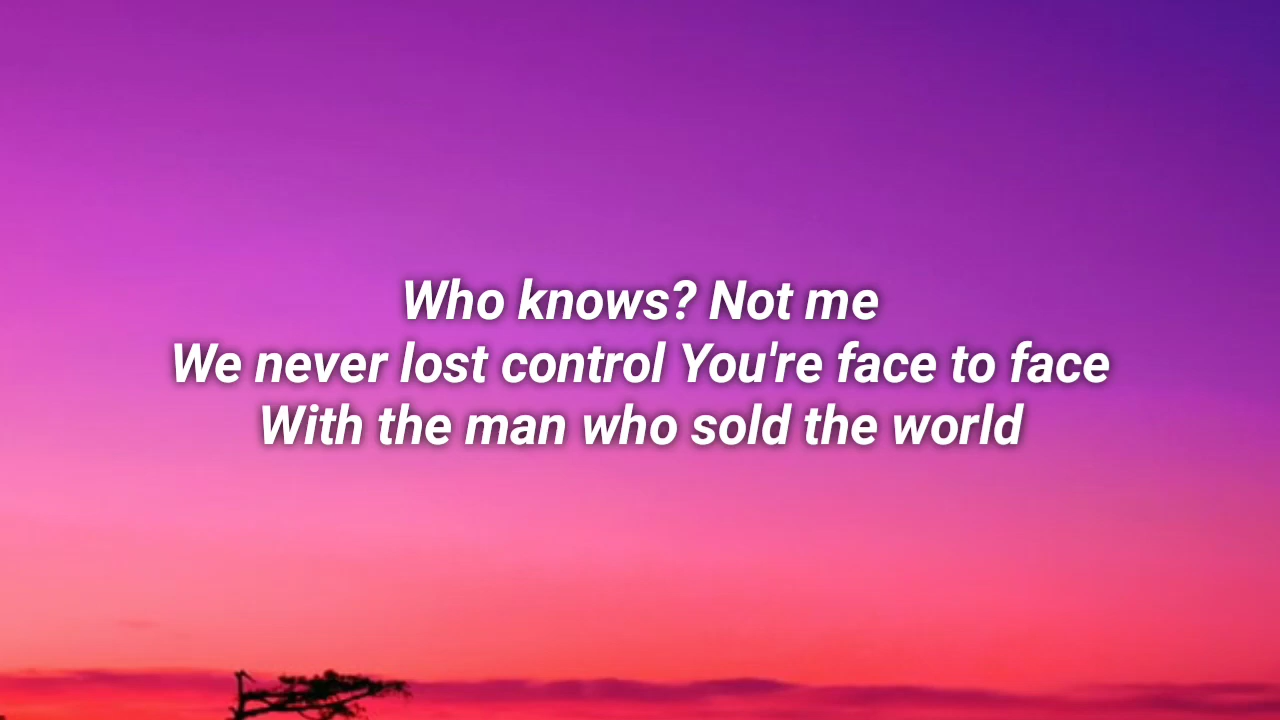 Who knows? Not me
We never lost control You're face to face
With the man who sold the world